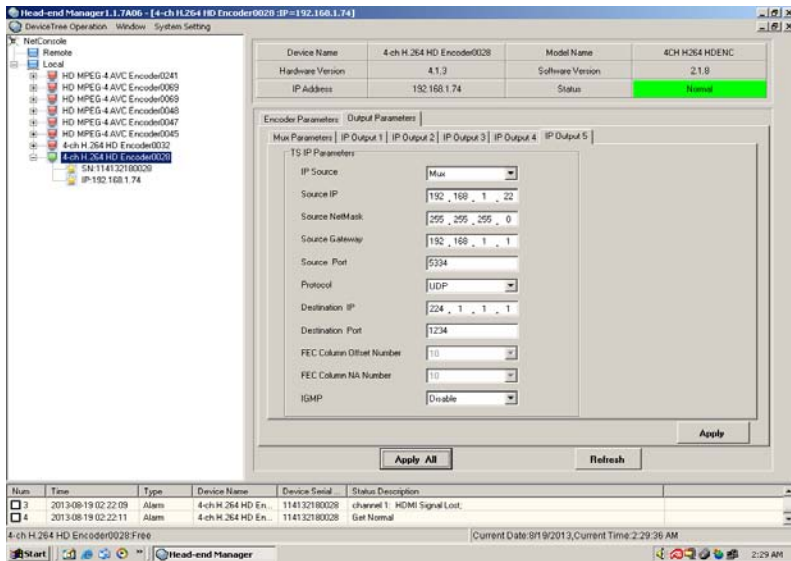 Head-end Manager1.1.7A06 - [4-ch H.264 HD Encoder0028 :IP=192.168.1.74]
DeviceTree Operation Window System Setting
NetConsole
Remote
Local
HD MPEG-4 AVC Encoder0241
HD MPEG-4 AVC Encoder0069
HD MPEG-4 AVC Encoder0069
HD MPEG-4 AVC Encoder0048
HD MPEG-4 AVC Encoder0047
HD MPEG-4 AVC Encoder0045
4-ch H.264 HD Encoder0032
4-ch H.264 HD Encoder0028
SN:114132180028
IP:192.168.1.74
Device Name 4-ch H.264 HD Encoder0028 Model Name 4CH H264 HDENC
Hardware Version 4.1.3 Software Version 2.1.8
IP Address 192.168.1.74 Status Normal
Encoder Parameters Output Parameters
Mux Parameters IP Output 1 IP Output 2 IP Output 3 IP Output 4 IP Output 5
TS IP Parameters
IP Source Mux
Source IP 192 . 168 . 1 . 22
Source NetMask 255 . 255 . 255 . 0
Source Gateway 192 . 168 . 1 . 1
Source Port 5334
Protocol UDP
Destination IP 224 . 1 . 1 . 1
Destination Port 1234
FEC Column Offset Number 10
FEC Column NA Number 10
IGMP Disable
Apply
Apply All Refresh
Num Time Type Device Name Device Serial ... Status Description
3 2013-08-19 02:22:09 Alarm 4-ch H.264 HD En... 114132180028 channel 1: HDMI Signal Lost;
4 2013-08-19 02:22:11 Alarm 4-ch H.264 HD En... 114132180028 Get Normal
4-ch H.264 HD Encoder0028:Free Current Date:8/19/2013,Current Time:2:29:36 AM
Start Head-end Manager 2:29 AM